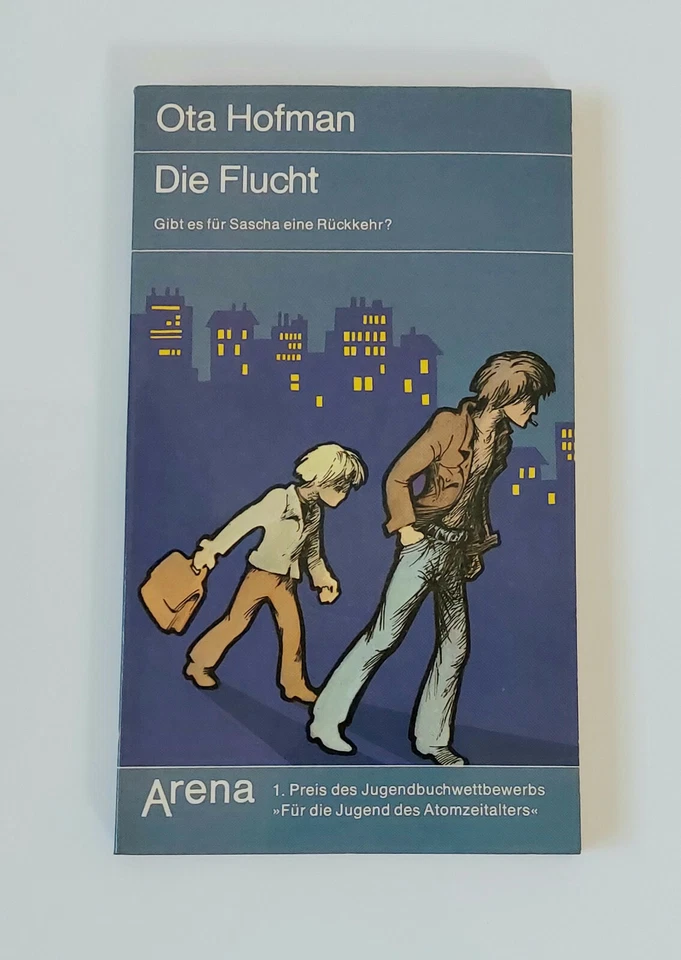 Ota Hofman
Die Flucht
Gibt es für Sascha eine Rückkehr?
Arena
1. Preis des Jugendbuchwettbewerbs
»Für die Jugend des Atomzeitalters«